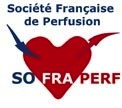 Société Française
de Perfusion
SO FRA PERF